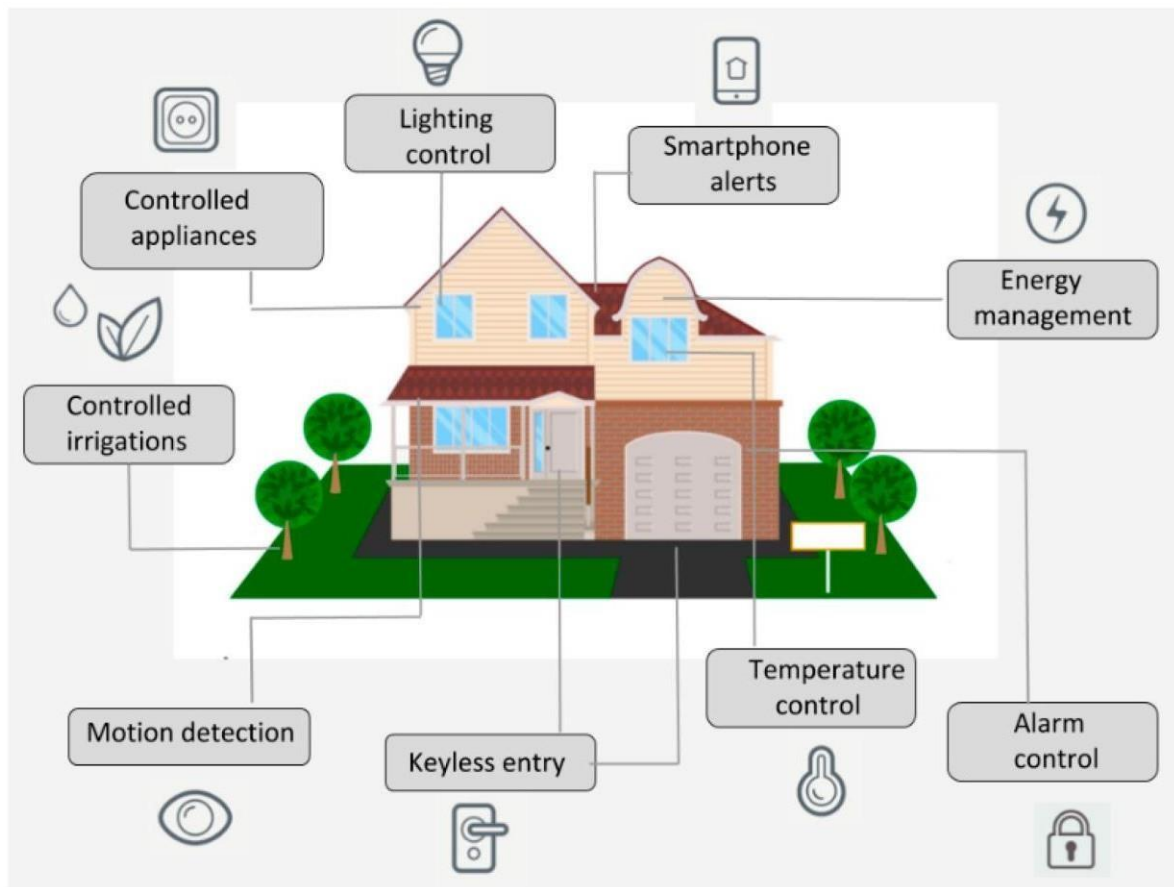 Lighting
control
Smartphone
alerts
Controlled
appliances
Energy
management
Controlled
irrigations
Temperature
control
Motion detection
Keyless entry
Alarm
control